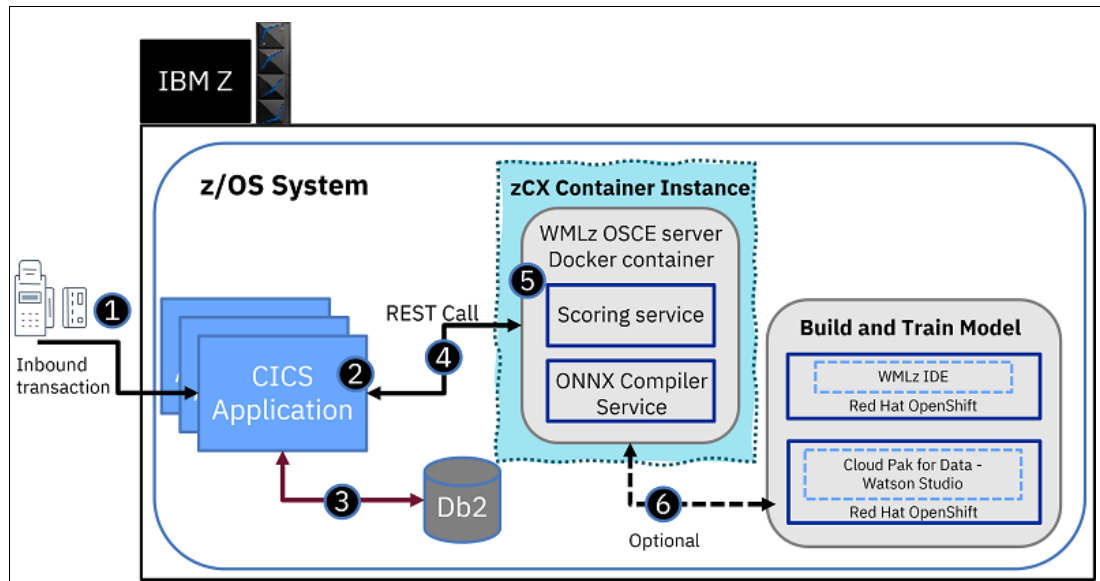 IBM Z
z/OS System
zCX Container Instance
WMLz OSCE server
Docker container
5
Scoring service
ONNX Compiler
Service
1
Inbound
transaction
2
CICS
Application
REST Call
4
3
Db2
6
Optional
Build and Train Model
WMLz IDE
Red Hat OpenShift
Cloud Pak for Data -
Watson Studio
Red Hat OpenShift